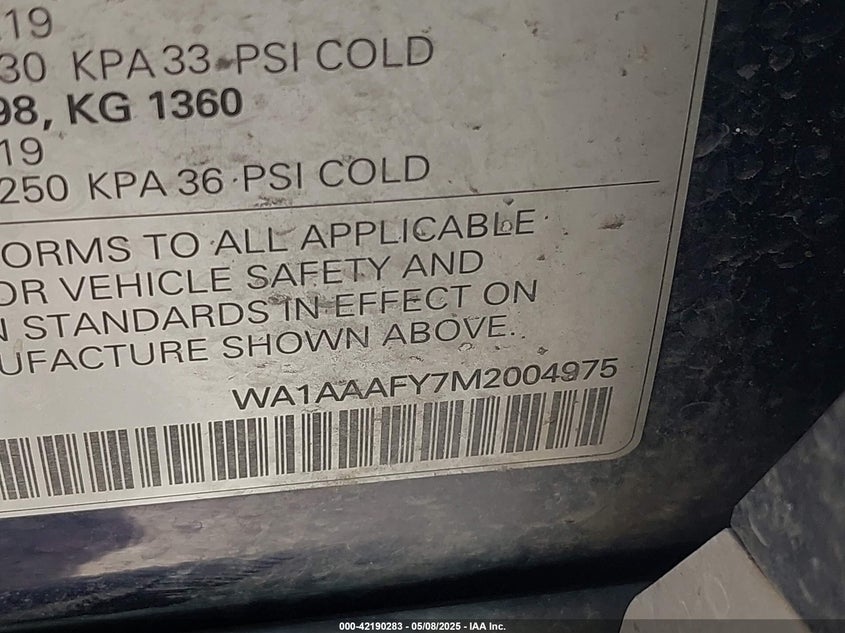 19
30 KPA 33 PSI COLD
98, KG 1360
19
250 KPA 36 PSI COLD
ORMS TO ALL APPLICABLE
OR VEHICLE SAFETY AND
N STANDARDS IN EFFECT ON
UFACTURE SHOWN ABOVE.
WA1AAAFY7M2004975
000-42190283 - 05/08/2025 - IAA Inc.